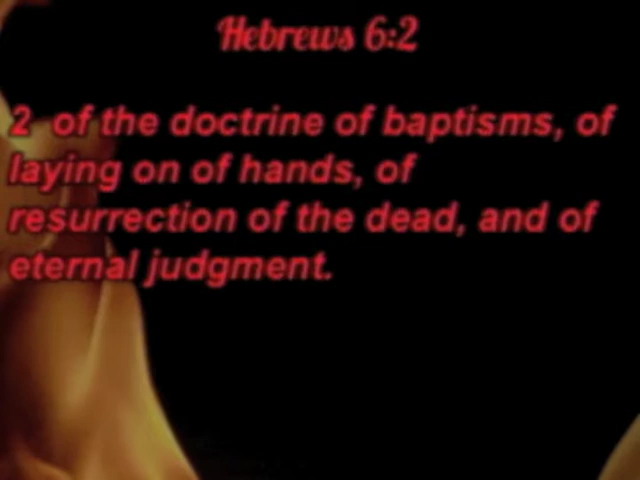 Hebrews 6:2
2 of the doctrine of baptisms, of
laying on of hands, of
resurrection of the dead, and of
eternal judgment.